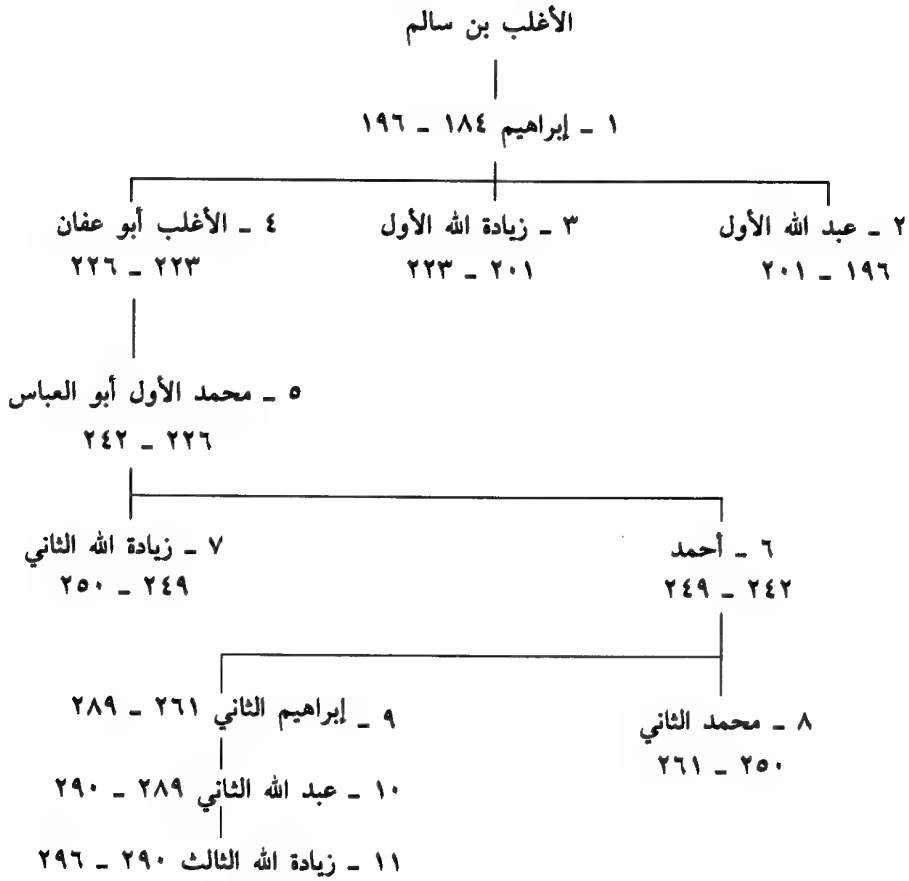 الأغلب بن سالم
١ - إبراهيم ١٨٤ - ١٩٦
٢ - عبد الله الأول
١٩٦ - ٢٠١
٣ - زيادة الله الأول
٢٠١ - ٢٢٣
٤ - الأغلب أبو عفان
٢٢٣ - ٢٢٦
٥ - محمد الأول أبو العباس
٢٢٦ - ٢٤٢
٦ - أحمد
٢٤٢ - ٢٤٩
٧ - زيادة الله الثاني
٢٤٩ - ٢٥٠
٨ - محمد الثاني
٢٥٠ - ٢٦١
٩ - إبراهيم الثاني ٢٦١ - ٢٨٩
١٠ - عبد الله الثاني ٢٨٩ - ٢٩٠
١١ - زيادة الله الثالث ٢٩٠ - ٢٩٦